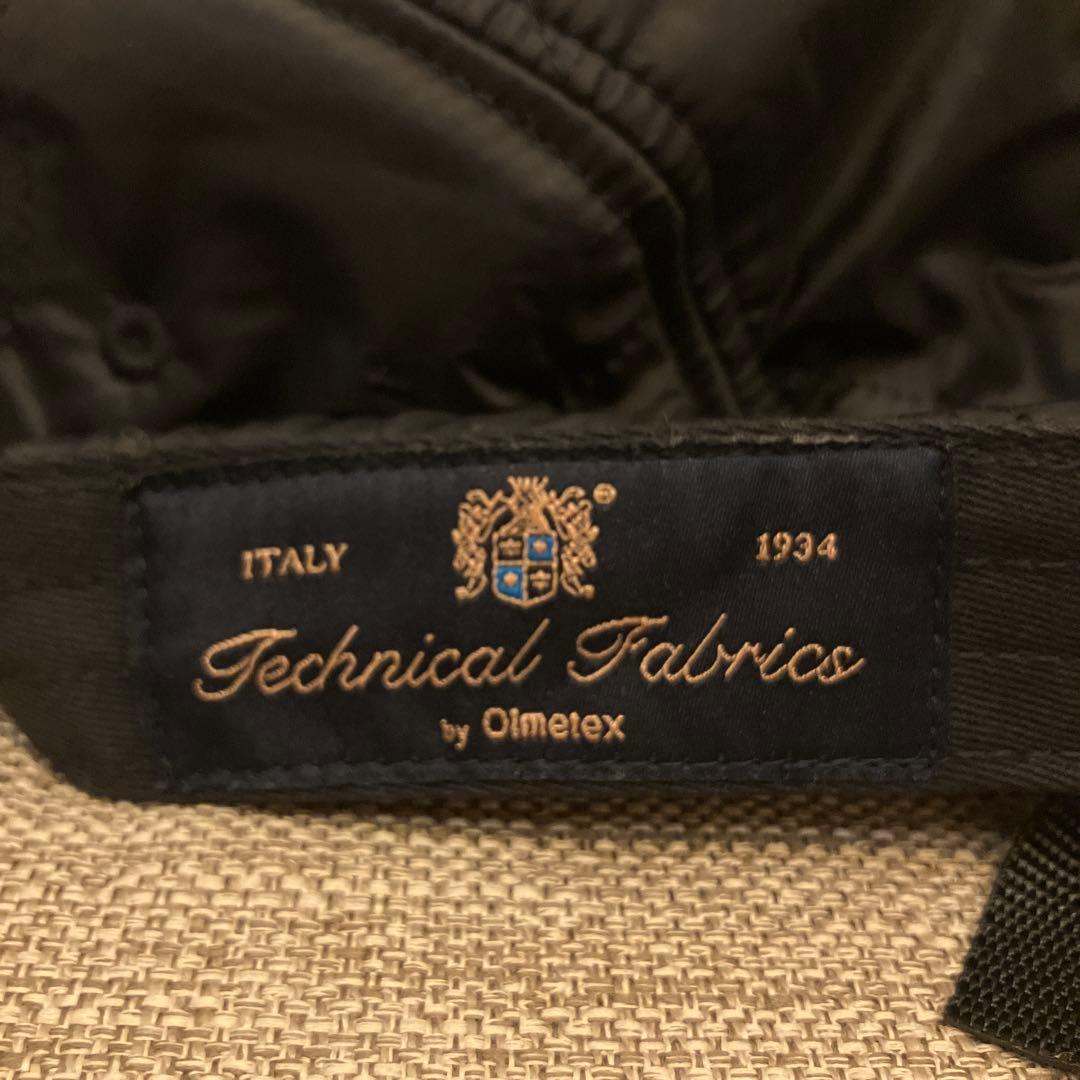 ITALY ® 1934
Technical Fabrics
by Olmetex